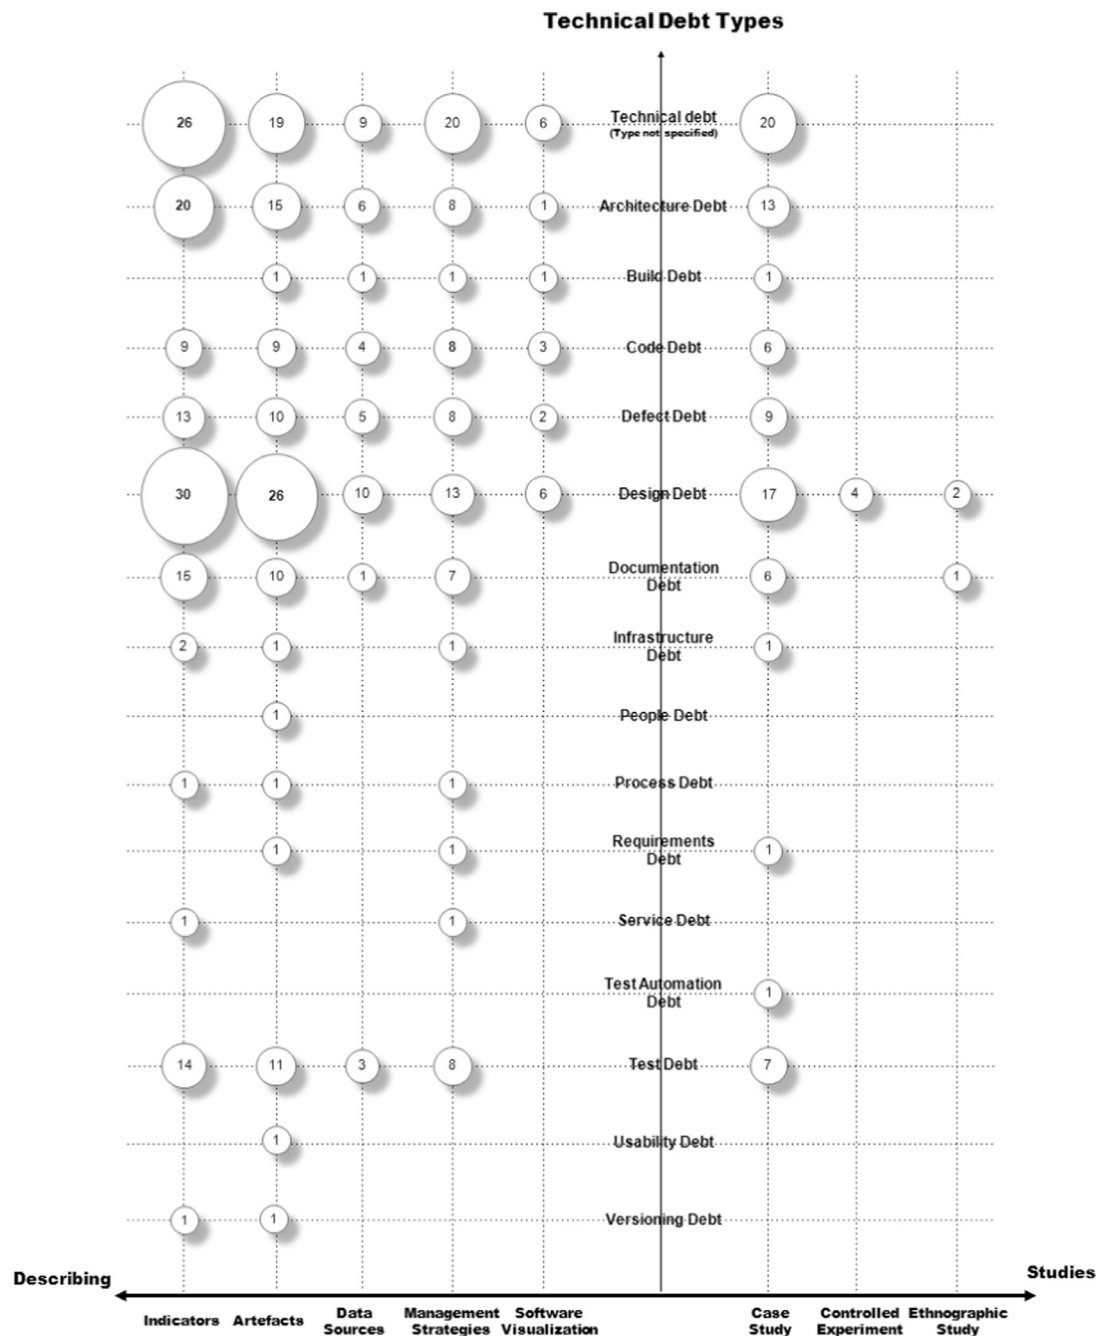 Technical Debt Types
26 19 9 20 6 Technical debt 20
(Type not specified)
20 15 6 8 1 Architecture Debt 13
1 1 1 1 Build Debt 1
9 9 4 8 3 Code Debt 6
13 10 5 8 2 Defect Debt 9
30 26 10 13 6 Design Debt 17 4 2
15 10 1 7 Documentation 6 1
Debt
2 1 1 Infrastructure 1
Debt
1 People Debt
1 1 1 Process Debt
1 1 Requirements 1
Debt
1 1 Service Debt
Test Automation 1
Debt
14 11 3 8 Test Debt 7
1 Usability Debt
1 1 Versioning Debt
Describing
Studies
Indicators Artefacts Data Management Software Case Controlled Ethnographic
Sources Strategies Visualization Study Experiment Study